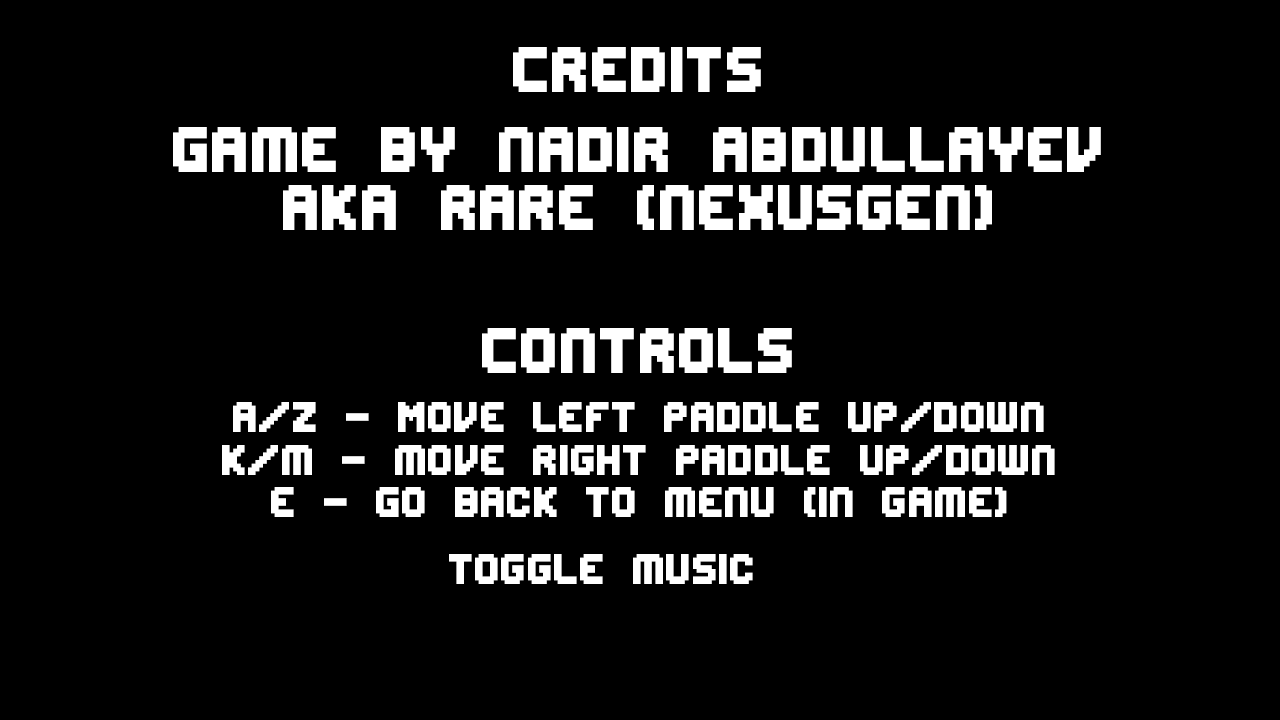 CREDITS
GAME BY NADIR ABDULLAYEV
AKA RARE (NEXUSGEN)
CONTROLS
A/Z - MOVE LEFT PADDLE UP/DOWN
K/M - MOVE RIGHT PADDLE UP/DOWN
E - GO BACK TO MENU (IN GAME)
TOGGLE MUSIC